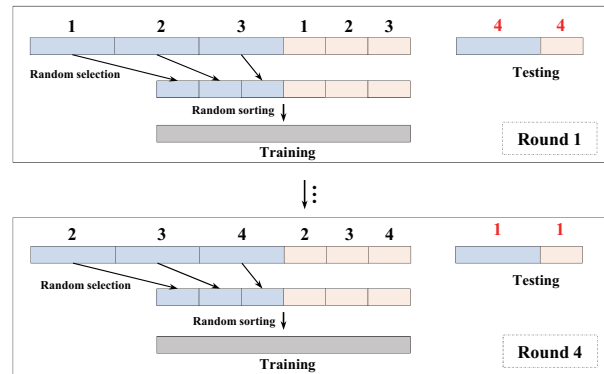 1 2 3 1 2 3 4 4
Random selection
Testing
Random sorting
Training
Round 1
⋮
2 3 4 2 3 4 1 1
Random selection
Testing
Random sorting
Training
Round 4